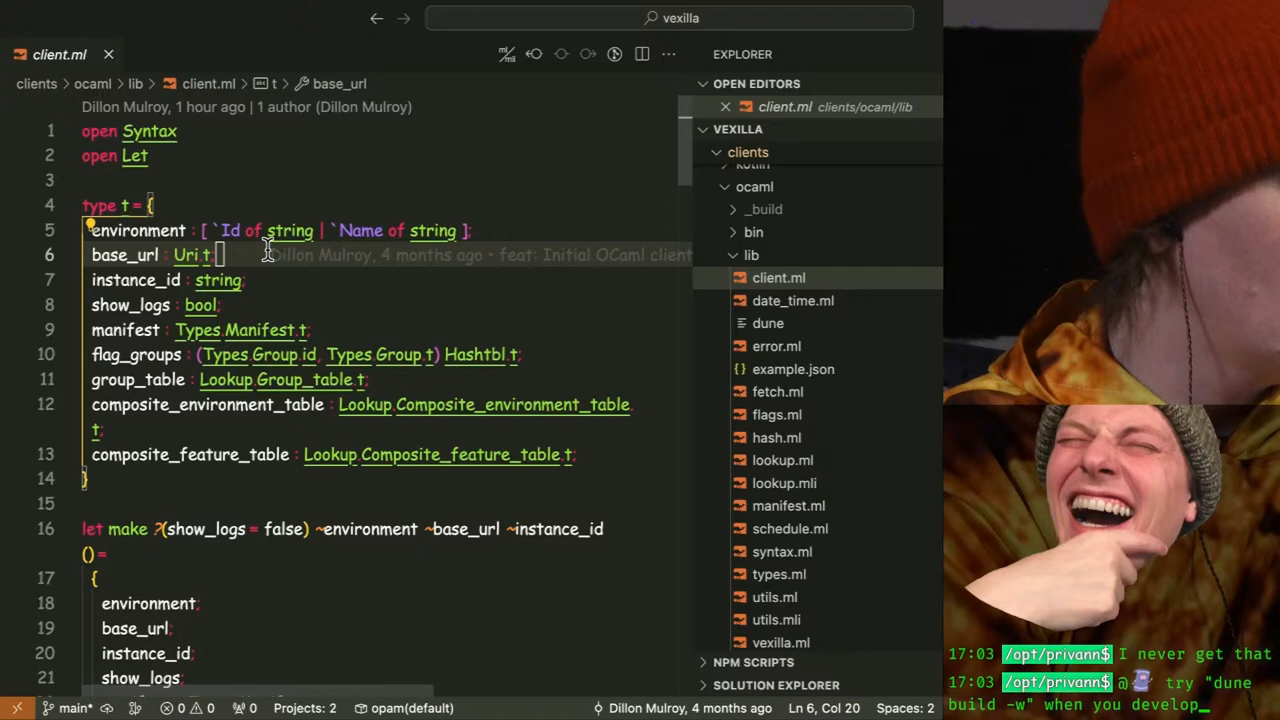 vexilla
client.ml
EXPLORER
clients > ocaml > lib > client.ml > t > base_url
OPEN EDITORS
Dillon Mulroy, 1 hour ago | 1 author (Dillon Mulroy)
client.ml clients/ocaml/lib
1 open Syntax
VEXILLA
2 open Let
clients
3
ocaml
4 type t = {
_build
5 environment : [ `Id of string | `Name of string ];
bin
6 base_url : Uri.t; Dillon Mulroy, 4 months ago • feat: Initial OCaml client
lib
7 instance_id : string;
client.ml
8 show_logs : bool;
date_time.ml
9 manifest : Types.Manifest.t;
dune
10 flag_groups : (Types.Group.id, Types.Group.t) Hashtbl.t;
error.ml
11 group_table : Lookup.Group_table.t;
example.json
12 composite_environment_table : Lookup.Composite_environment_table.
fetch.ml
t;
flags.ml
13 composite_feature_table : Lookup.Composite_feature_table.t;
hash.ml
14 }
lookup.ml
15
lookup.mli
16 let make ?(show_logs = false) ~environment ~base_url ~instance_id
manifest.ml
() =
schedule.ml
17 {
syntax.ml
18 environment;
types.ml
19 base_url;
utils.ml
20 instance_id;
utils.mli
21 show_logs;
vexilla.ml
NPM SCRIPTS
SOLUTION EXPLORER
main* 0 0 0 Projects: 2 opam(default) Dillon Mulroy, 4 months ago Ln 6, Col 20 Spaces: 2
17:03 /opt/privann$ I never get that
17:03 /opt/privann$ @ try "dune
build -w" when you develop_